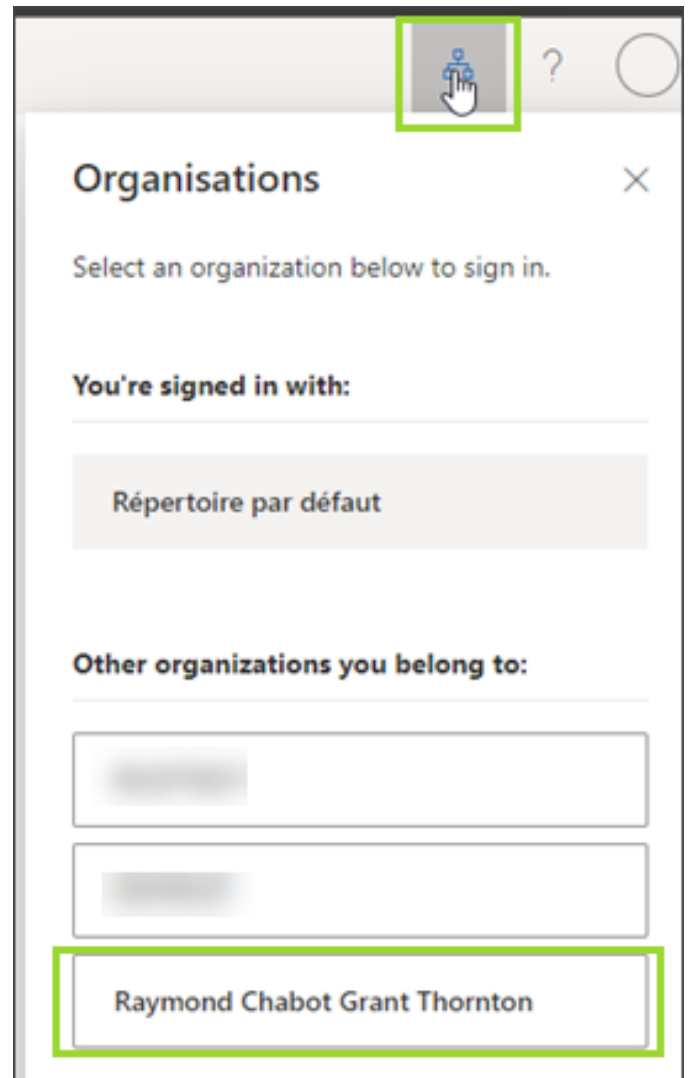 ?
Organisations
Select an organization below to sign in.
You're signed in with:
Répertoire par défaut
Other organizations you belong to:
Raymond Chabot Grant Thornton